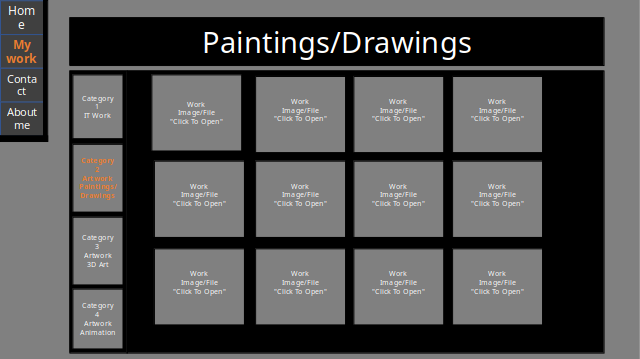 Hom
e
My
work
Conta
ct
About
me
Paintings/Drawings
Category
1
IT Work
Category
2
Artwork
Paintings/
Drawings
Category
3
Artwork
3D Art
Category
4
Artwork
Animation
Work
Image/File
"Click To Open"
Work
Image/File
"Click To Open"
Work
Image/File
"Click To Open"
Work
Image/File
"Click To Open"
Work
Image/File
"Click To Open"
Work
Image/File
"Click To Open"
Work
Image/File
"Click To Open"
Work
Image/File
"Click To Open"
Work
Image/File
"Click To Open"
Work
Image/File
"Click To Open"
Work
Image/File
"Click To Open"
Work
Image/File
"Click To Open"